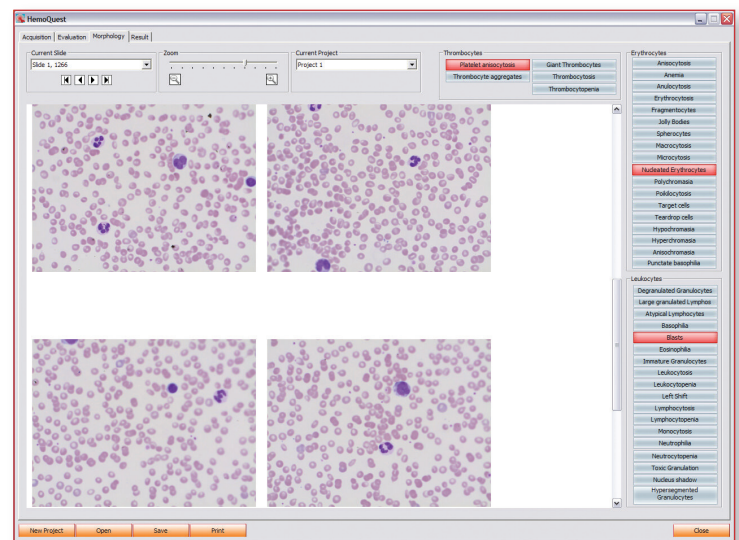 HemoQuest
Acquisition Evaluation Morphology Result
Current Slide
Slide 1, 1266
Zoom
Current Project
Project 1
Thrombocytes
Platelet anisocytosis
Giant Thrombocytes
Thrombocyte aggregates
Thrombocytosis
Thrombocytopenia
Erythrocytes
Anisocytosis
Anemia
Anulocytosis
Erythrocytosis
Fragmentocytes
Jolly Bodies
Spherocytes
Macrocytosis
Microcytosis
Nucleated Erythrocytes
Polychromasia
Poikilocytosis
Target cells
Teardrop cells
Hypochromasia
Hyperchromasia
Anisochromasia
Punctate basophilia
Leukocytes
Degranulated Granulocytes
Large granulated Lymphos
Atypical Lymphocytes
Basophilia
Blasts
Eosinophilia
Immature Granulocytes
Leukocytosis
Leukocytopenia
Left Shift
Lymphocytosis
Lymphocytopenia
Monocytosis
Neutrophilia
Neutrocytopenia
Toxic Granulation
Nucleus shadow
Hypersegmented
Granulocytes
New Project Open Save Print Close